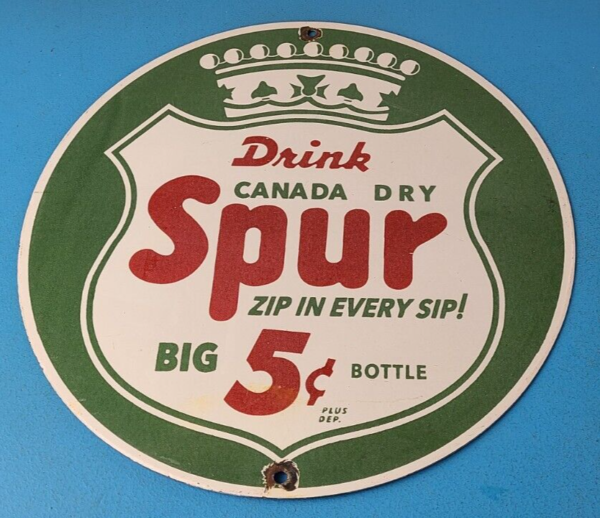 Drink
CANADA DRY
Spur
ZIP IN EVERY SIP!
BIG 5¢ BOTTLE
PLUS
DEP.